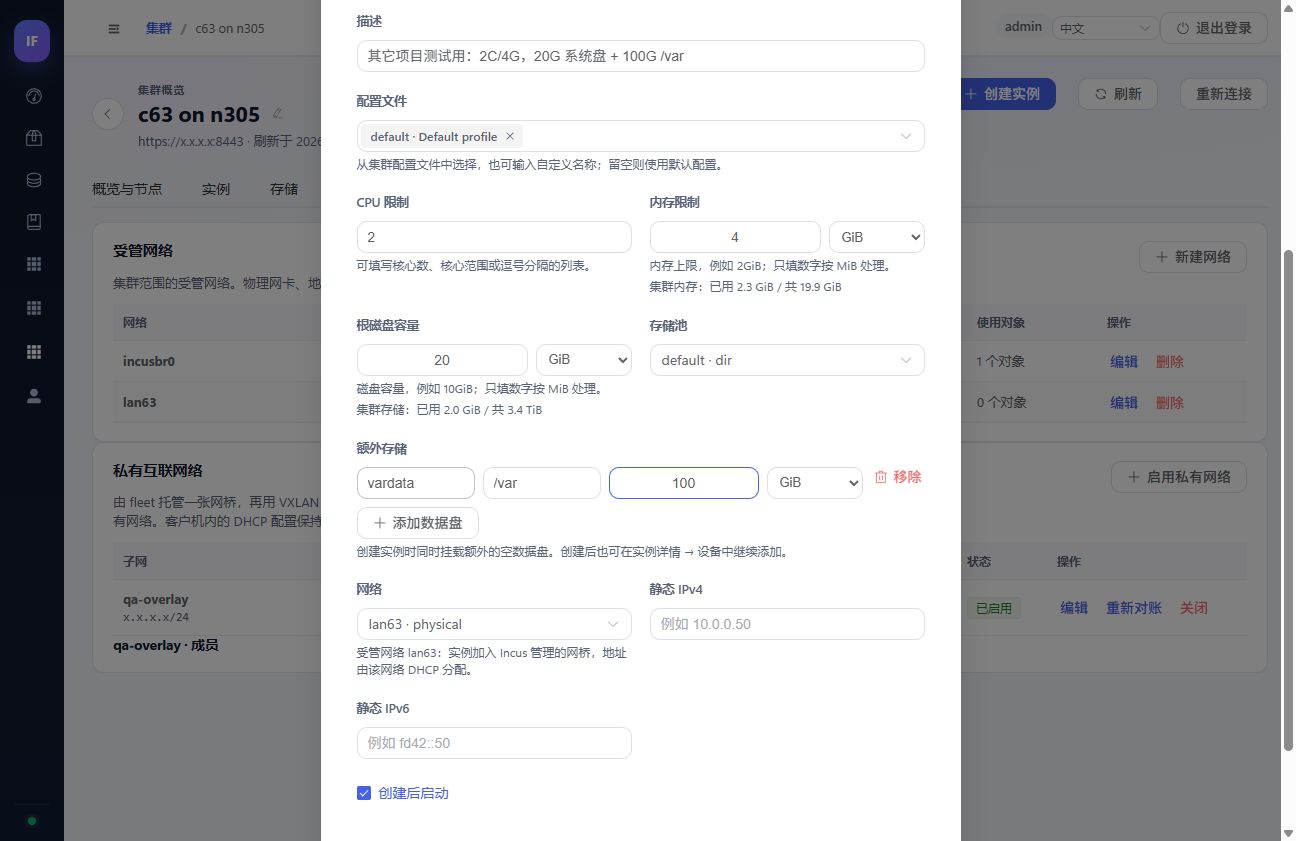 IF
集群 / c63 on n305
admin
中文
退出登录
集群概览
c63 on n305
https://x.x.x.x:8443 · 刷新于 2026
创建实例
刷新
重新连接
概览与节点
实例
存储
受管网络
新建网络
集群范围的受管网络。物理网卡、地
网络
使用对象
操作
incusbr0
1 个对象
编辑
删除
lan63
0 个对象
编辑
删除
私有互联网络
启用私有网络
由 fleet 托管一张网桥，再用 VXLAN
有网络。客户机内的 DHCP 配置保持
子网
状态
操作
qa-overlay
x.x.x.x/24
已启用
编辑
重新对账
关闭
qa-overlay · 成员
描述
其它项目测试用：2C/4G，20G 系统盘 + 100G /var
配置文件
default · Default profile
从集群配置文件中选择，也可输入自定义名称；留空则使用默认配置。
CPU 限制
内存限制
2
4
GiB
可填写核心数、核心范围或逗号分隔的列表。
内存上限，例如 2GiB；只填数字按 MiB 处理。
集群内存：已用 2.3 GiB / 共 19.9 GiB
根磁盘容量
存储池
20
GiB
default · dir
磁盘容量，例如 10GiB；只填数字按 MiB 处理。
集群存储：已用 2.0 GiB / 共 3.4 TiB
额外存储
vardata
/var
100
GiB
移除
添加数据盘
创建实例时同时挂载额外的空数据盘。创建后也可在实例详情 → 设备中继续添加。
网络
静态 IPv4
lan63 · physical
例如 10.0.0.50
受管网络 lan63：实例加入 Incus 管理的网桥，地址
由该网络 DHCP 分配。
静态 IPv6
例如 fd42::50
创建后启动